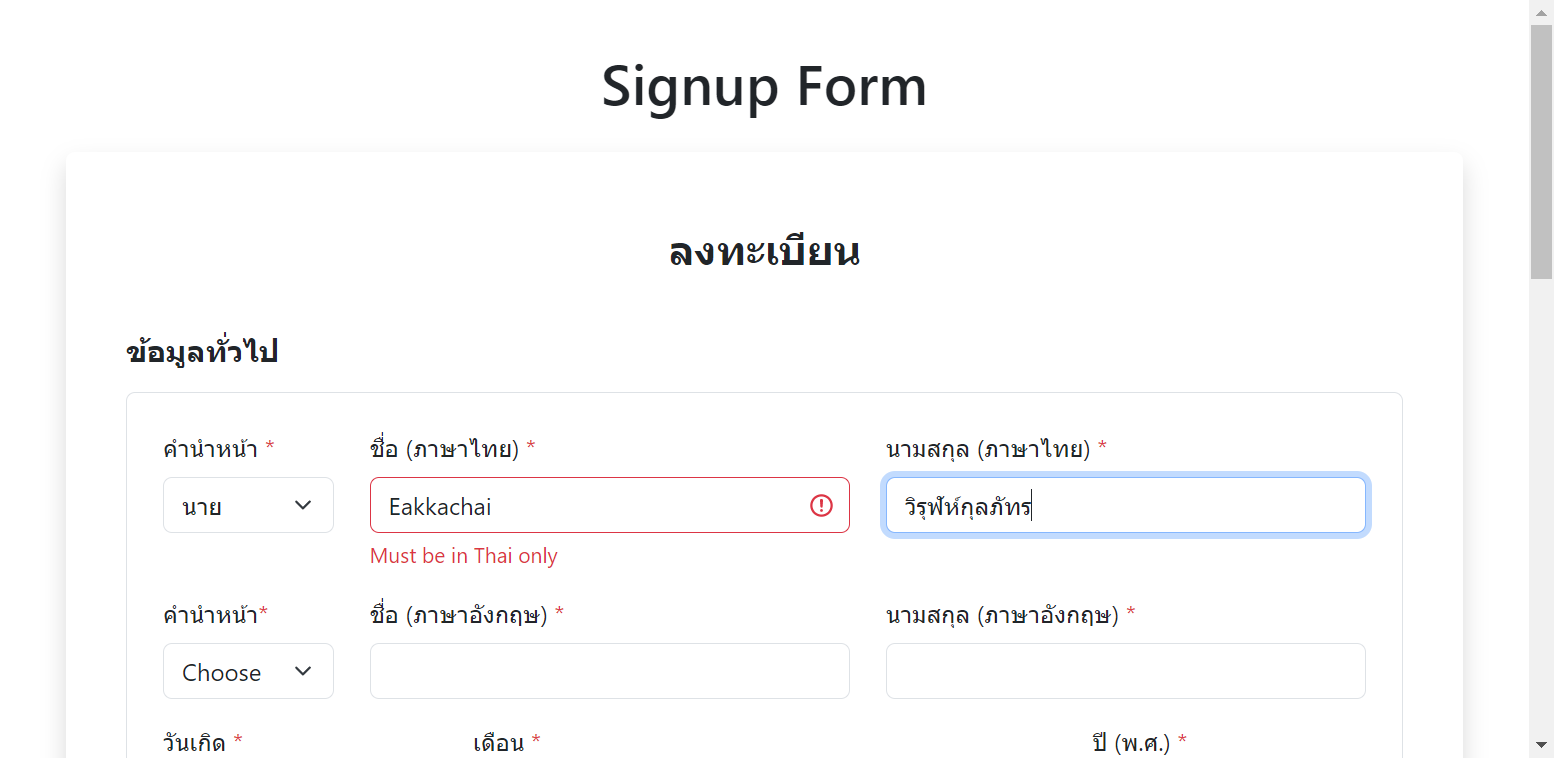 Signup Form
ลงทะเบียน
ข้อมูลทั่วไป
คำนำหน้า * ชื่อ (ภาษาไทย) * นามสกุล (ภาษาไทย) *
นาย Eakkachai วิรุฬห์กุลภัทร
Must be in Thai only
คำนำหน้า* ชื่อ (ภาษาอังกฤษ) * นามสกุล (ภาษาอังกฤษ) *
Choose
วันเกิด * เดือน * ปี (พ.ศ.) *